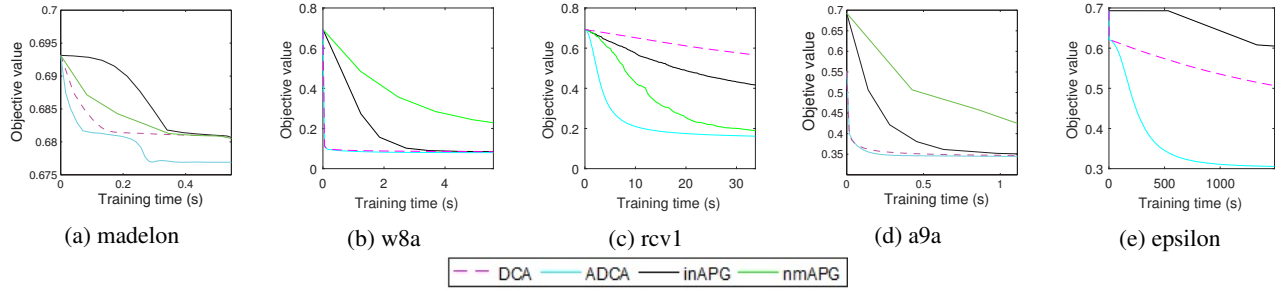 0.695
0.69
0.685
0.68
0.675
0
0.2
0.4
Objective value
Training time (s)
(a) madelon
0.8
0.6
0.4
0.2
0
0
2
4
Objective value
Training time (s)
(b) w8a
0.8
0.6
0.4
0.2
0
0
10
20
30
Objective value
Training time (s)
(c) rcv1
0.65
0.6
0.55
0.5
0.45
0.4
0.35
0
0.5
1
Objetive value
Training time (s)
(d) a9a
0.7
0.6
0.5
0.4
0.3
0
500
1000
Objective value
Training time (s)
(e) epsilon
DCA ADCA inAPG nmAPG